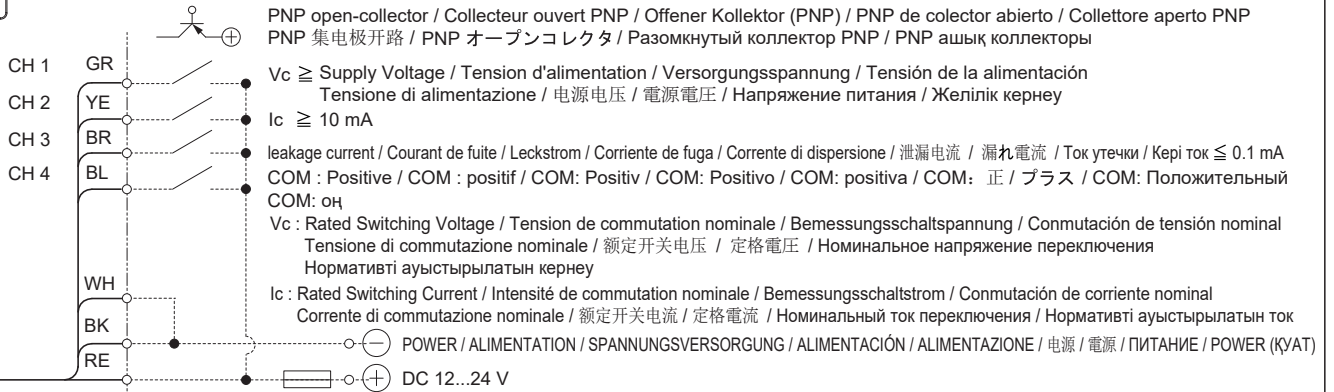 PNP open-collector / Collecteur ouvert PNP / Offener Kollektor (PNP) / PNP de colector abierto / Collettore aperto PNP
PNP 集电极开路 / PNP オープンコレクタ/ Разомкнутый коллектор PNP / PNP ашық коллекторы
CH 1 GR
Vc ≧ Supply Voltage / Tension d'alimentation / Versorgungsspannung / Tensión de la alimentación
CH 2 YE
Tensione di alimentazione / 电源电压 / 電源電圧 / Напряжение питания / Желілік кернеу
Ic ≧ 10 mA
CH 3 BR
leakage current / Courant de fuite / Leckstrom / Corriente de fuga / Corrente di dispersione / 泄漏电流 / 漏れ電流 / Ток утечки / Кері ток ≦ 0.1 mA
CH 4 BL
COM : Positive / COM : positif / COM: Positiv / COM: Positivo / COM: positiva / COM：正 / プラス / COM: Положительный
COM: оң
Vc : Rated Switching Voltage / Tension de commutation nominale / Bemessungsschaltspannung / Conmutación de tensión nominal
Tensione di commutazione nominale / 额定开关电压 / 定格電圧 / Номинальное напряжение переключения
Нормативті ауыстырылатын кернеу
WH
Ic : Rated Switching Current / Intensité de commutation nominale / Bemessungsschaltstrom / Conmutación de corriente nominal
Corrente di commutazione nominale / 额定开关电流 / 定格電流 / Номинальный ток переключения / Нормативті ауыстырылатын ток
BK
POWER / ALIMENTATION / SPANNUNGSVERSORGUNG / ALIMENTACIÓN / ALIMENTAZIONE / 电源 / 電源 / ПИТАНИЕ / POWER (ҚУАТ)
RE
DC 12...24 V